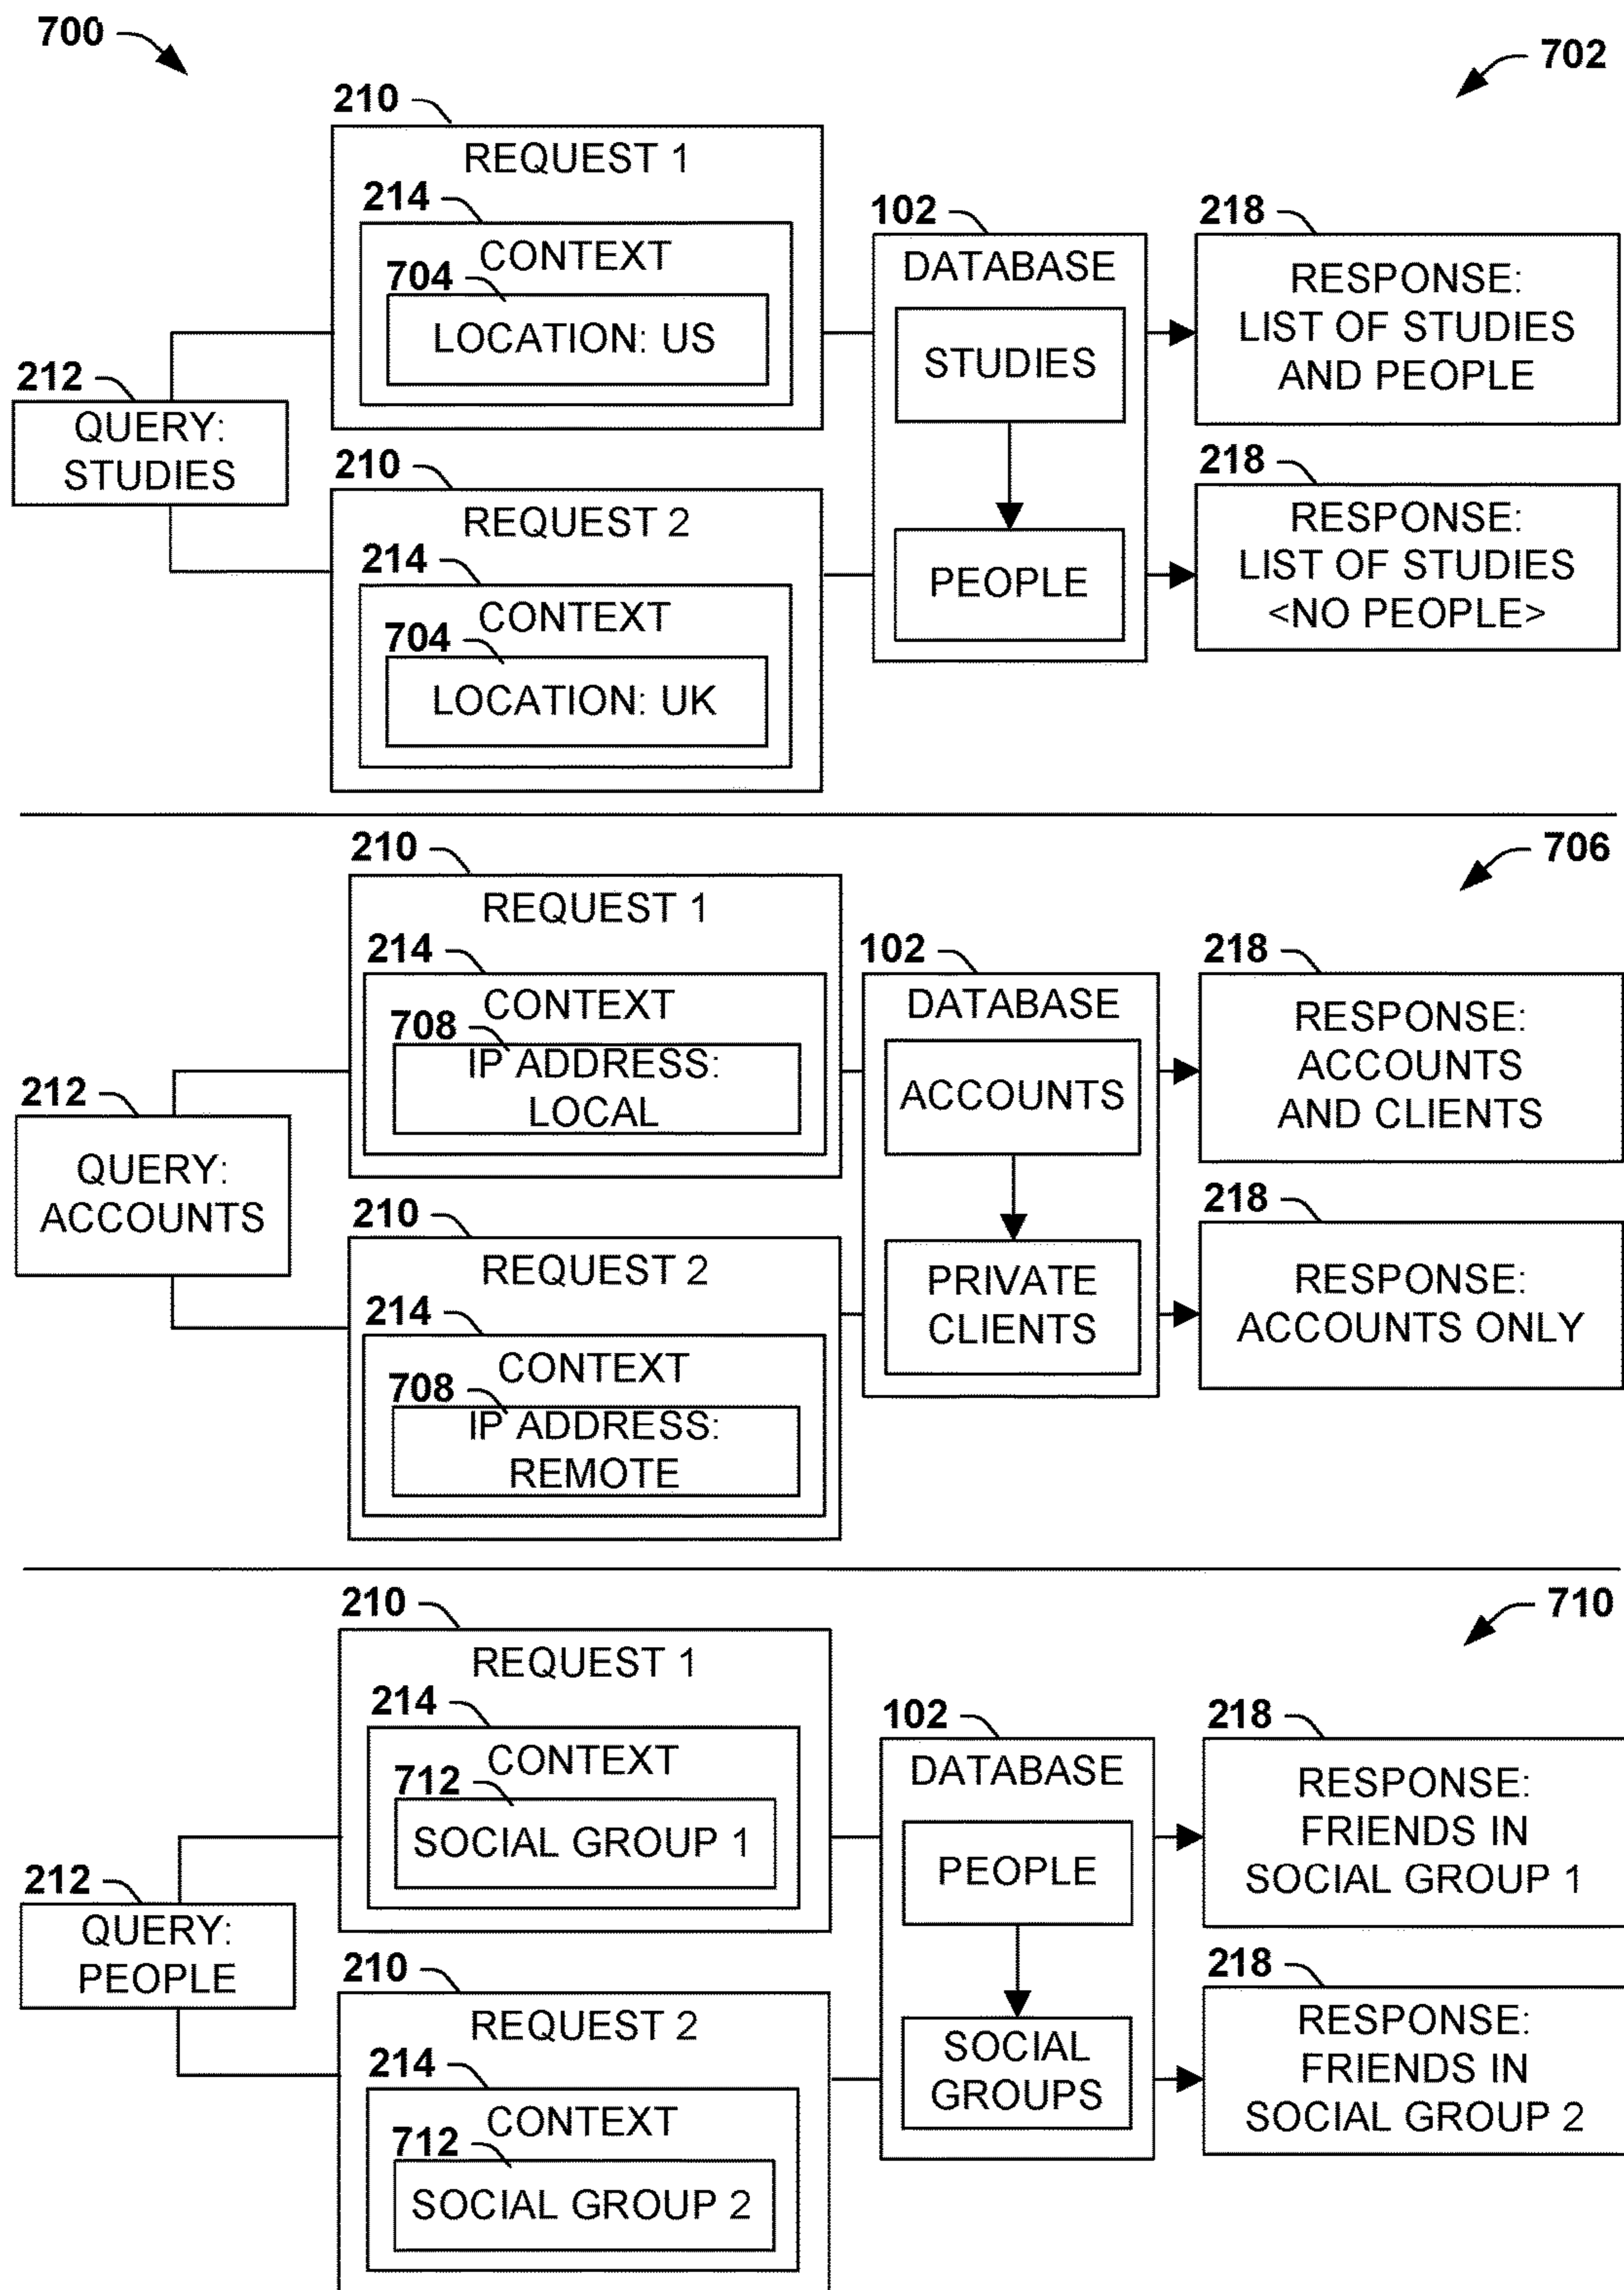 700
702
210
REQUEST 1
214
CONTEXT
704
LOCATION: US
102
DATABASE
STUDIES
PEOPLE
218
RESPONSE:
LIST OF STUDIES
AND PEOPLE
212
QUERY:
STUDIES
210
REQUEST 2
214
CONTEXT
704
LOCATION: UK
218
RESPONSE:
LIST OF STUDIES
<NO PEOPLE>
706
210
REQUEST 1
214
CONTEXT
708
IP ADDRESS:
LOCAL
102
DATABASE
ACCOUNTS
PRIVATE
CLIENTS
218
RESPONSE:
ACCOUNTS
AND CLIENTS
212
QUERY:
ACCOUNTS
210
REQUEST 2
214
CONTEXT
708
IP ADDRESS:
REMOTE
218
RESPONSE:
ACCOUNTS ONLY
710
210
REQUEST 1
214
CONTEXT
712
SOCIAL GROUP 1
102
DATABASE
PEOPLE
SOCIAL
GROUPS
218
RESPONSE:
FRIENDS IN
SOCIAL GROUP 1
212
QUERY:
PEOPLE
210
REQUEST 2
214
CONTEXT
712
SOCIAL GROUP 2
218
RESPONSE:
FRIENDS IN
SOCIAL GROUP 2